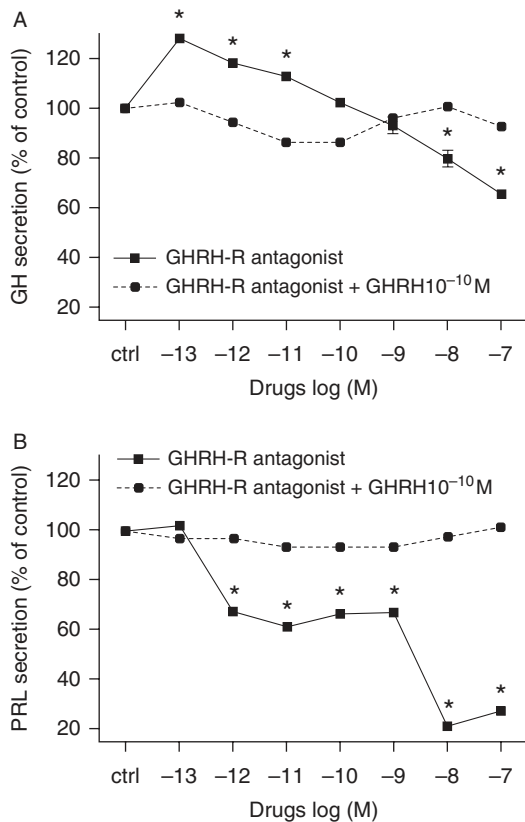 A
GH secretion (% of control)
120
100
80
60
40
20
* * * * *
GHRH-R antagonist
GHRH-R antagonist + GHRH10⁻¹⁰M
ctrl –13 –12 –11 –10 –9 –8 –7
Drugs log (M)
B
PRL secretion (% of control)
GHRH-R antagonist
GHRH-R antagonist + GHRH10⁻¹⁰M
120
100
80
60
40
20
* * * * * *
ctrl –13 –12 –11 –10 –9 –8 –7
Drugs log (M)